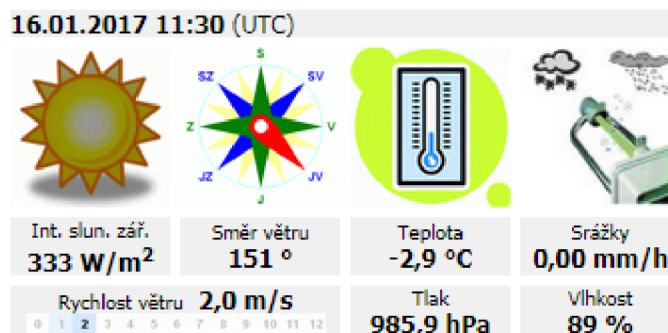 16.01.2017 11:30 (UTC)
S
SZ SV
Z V
JZ JV
J
Int. slun. zář. Směr větru Teplota Srážky
333 W/m² 151 ° -2,9 °C 0,00 mm/h
Rychlost větru 2,0 m/s Tlak Vlhkost
0 1 2 3 4 5 6 7 8 9 10 11 12 985,9 hPa 89 %